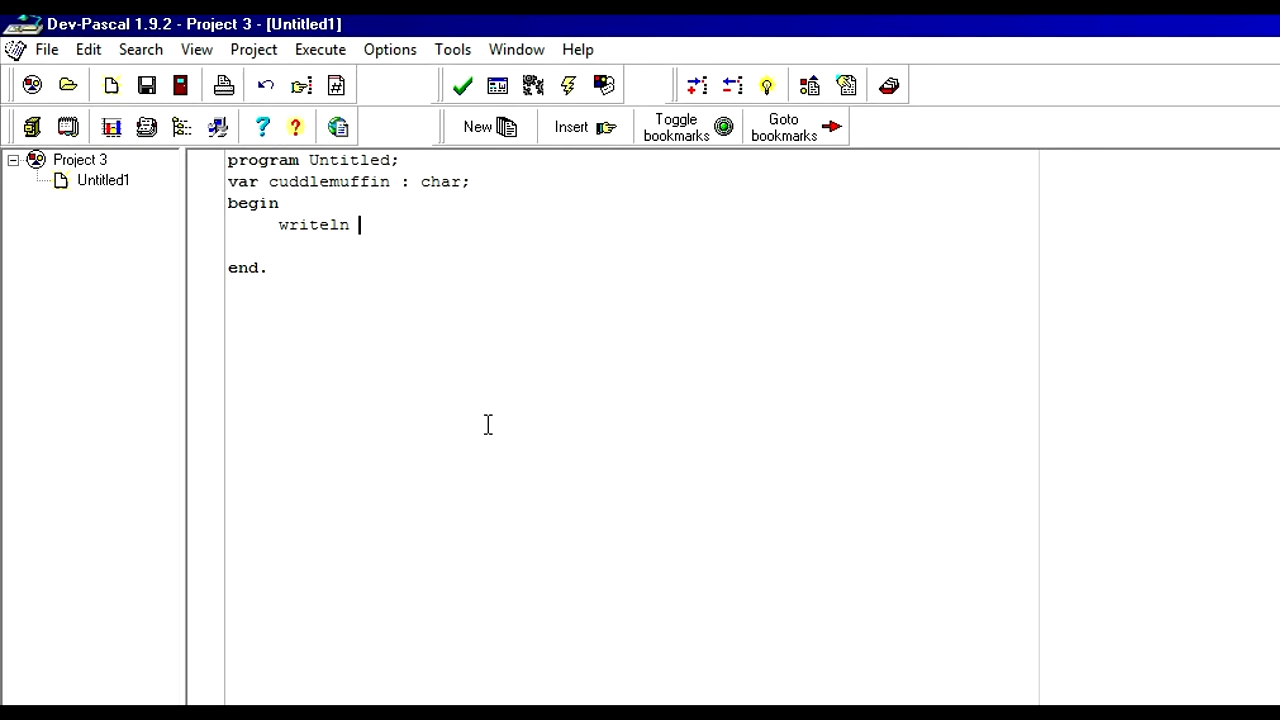 Dev-Pascal 1.9.2 - Project 3 - [Untitled1]
File Edit Search View Project Execute Options Tools Window Help
New Insert Toggle bookmarks Goto bookmarks
Project 3
Untitled1
program Untitled;
var cuddlemuffin : char;
begin
writeln
end.